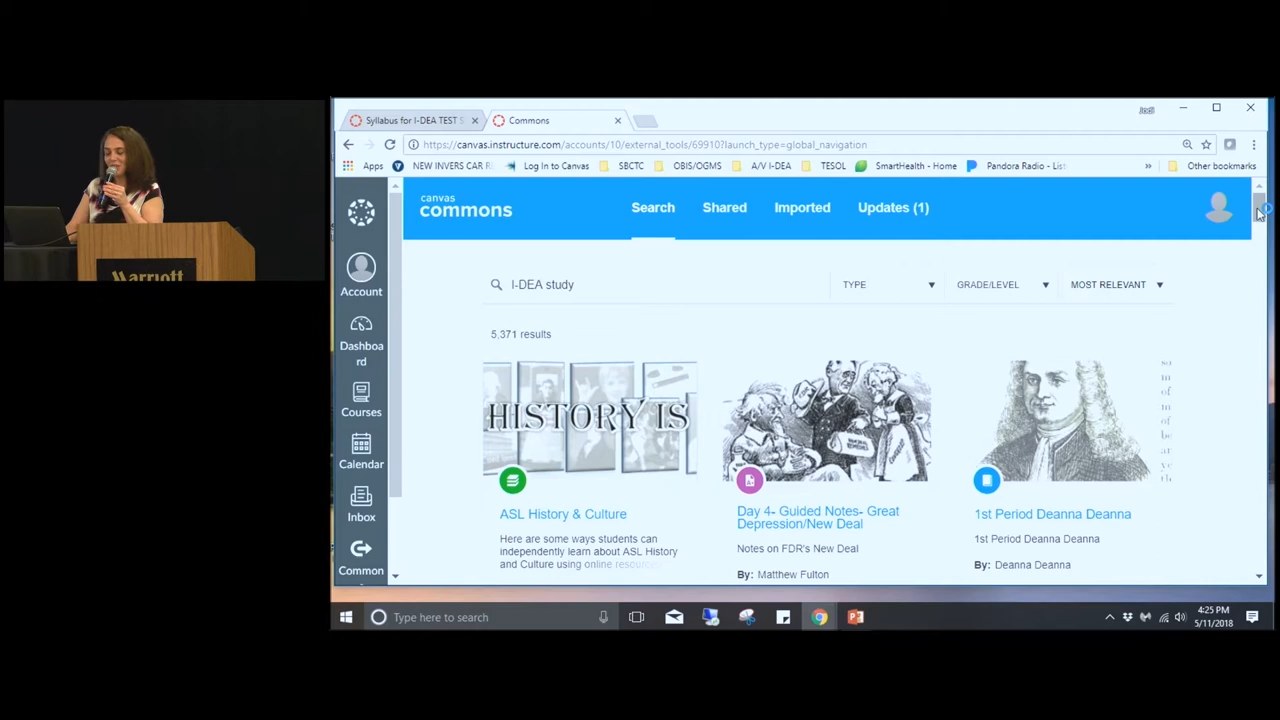 Marriott
Syllabus for I-DEA TEST S
Commons
https://canvas.instructure.com/accounts/10/external_tools/69910?launch_type=global_navigation
Apps
NEW INVERS CAR R
Log In to Canvas
SBCTC
OBIS/OGMS
A/V I-DEA
TESOL
SmartHealth - Home
Pandora Radio - List
»
Other bookmarks
canvas
commons
Search
Shared
Imported
Updates (1)
Account
Dashboa
rd
Courses
Calendar
Inbox
Common
I-DEA study
TYPE
GRADE/LEVEL
MOST RELEVANT
5,371 results
HISTORY IS
ASL History & Culture
Here are some ways students can
independently learn about ASL History
and Culture using online resources
Day 4- Guided Notes- Great
Depression/New Deal
Notes on FDR's New Deal
By: Matthew Fulton
1st Period Deanna Deanna
1st Period Deanna Deanna
By: Deanna Deanna
Type here to search
4:25 PM
5/11/2018